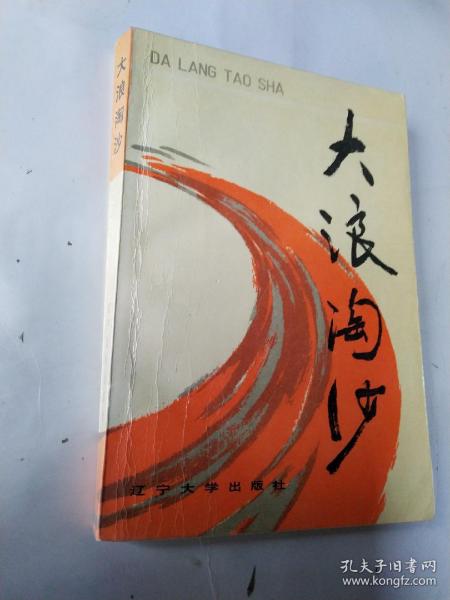 大浪淘沙
DA LANG TAO SHA
大浪淘沙
辽宁大学出版社
孔夫子旧书网
www.kongfz.com